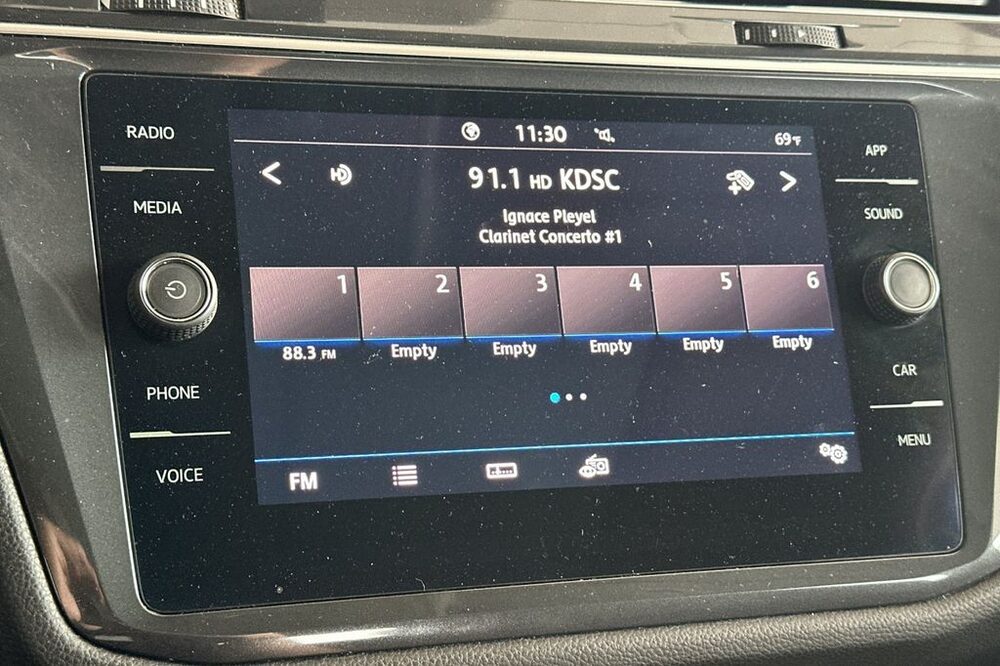 RADIO
MEDIA
PHONE
VOICE
11:30
69°F
HD
91.1 HD KDSC
Ignace Pleyel
Clarinet Concerto #1
1 2 3 4 5 6
88.3 FM Empty Empty Empty Empty Empty
FM
APP
SOUND
CAR
MENU